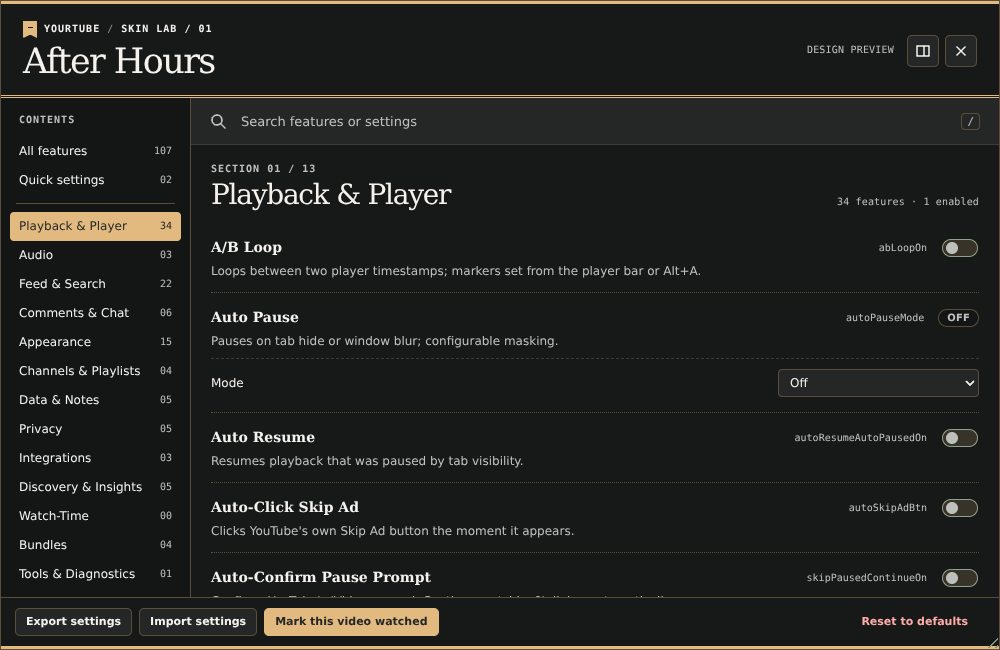 YOURTUBE / SKIN LAB / 01
After Hours
DESIGN PREVIEW
CONTENTS
All features 107
Quick settings 02
Playback & Player 34
Audio 03
Feed & Search 22
Comments & Chat 06
Appearance 15
Channels & Playlists 04
Data & Notes 05
Privacy 05
Integrations 03
Discovery & Insights 05
Watch-Time 00
Bundles 04
Tools & Diagnostics 01
Search features or settings /
SECTION 01 / 13
Playback & Player
34 features · 1 enabled
A/B Loop abLoopOn
Loops between two player timestamps; markers set from the player bar or Alt+A.
Auto Pause autoPauseMode OFF
Pauses on tab hide or window blur; configurable masking.
Mode Off
Auto Resume autoResumeAutoPausedOn
Resumes playback that was paused by tab visibility.
Auto-Click Skip Ad autoSkipAdBtn
Clicks YouTube's own Skip Ad button the moment it appears.
Auto-Confirm Pause Prompt skipPausedContinueOn
Export settings
Import settings
Mark this video watched
Reset to defaults